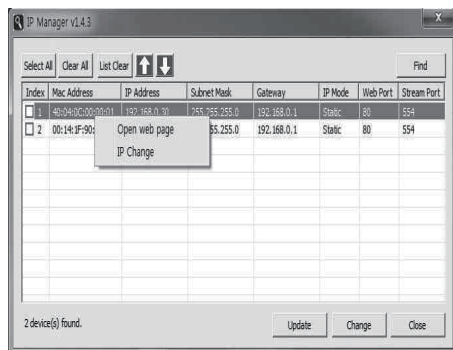 IP Manager v1.4.3
X
Select All Clear All List Clear Find
Index Mac Address IP Address Subnet Mask Gateway IP Mode Web Port Stream Port
1 40:04:0C:00:00:01 192.168.0.30 255.255.255.0 192.168.0.1 Static 80 554
2 00:14:1F:90: 55.255.0 192.168.0.1 Static 80 554
Open web page
IP Change
2 device(s) found. Update Change Close